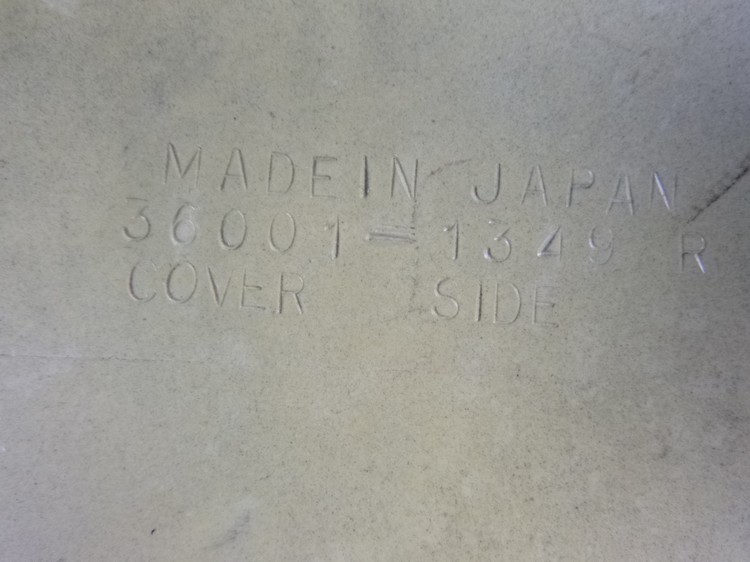 MADE IN JAPAN
36001-1349 R
COVER SIDE